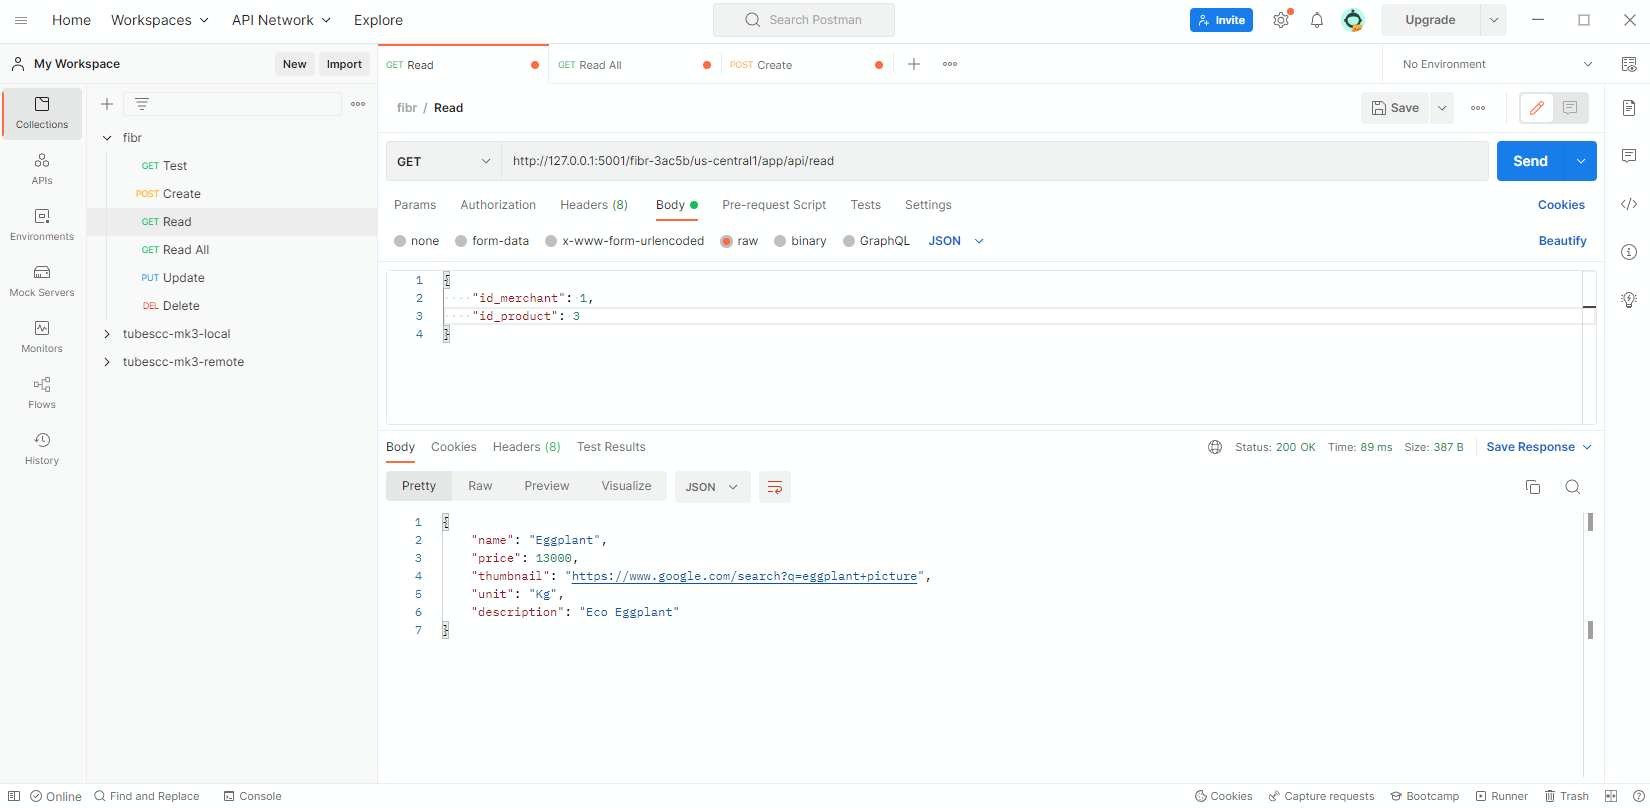 Home Workspaces API Network Explore Search Postman Invite Upgrade
My Workspace New Import GET Read GET Read All POST Create No Environment
Collections
APIs
Environments
Mock Servers
Monitors
Flows
History
fibr
GET Test
POST Create
GET Read
GET Read All
PUT Update
DEL Delete
tubescc-mk3-local
tubescc-mk3-remote
fibr / Read Save
GET http://127.0.0.1:5001/fibr-3ac5b/us-central1/app/api/read Send
Params Authorization Headers (8) Body Pre-request Script Tests Settings Cookies
none form-data x-www-form-urlencoded raw binary GraphQL JSON Beautify
1 {
2 "id_merchant": 1,
3 "id_product": 3
4 }
Body Cookies Headers (8) Test Results Status: 200 OK Time: 89 ms Size: 387 B Save Response
Pretty Raw Preview Visualize JSON
1 {
2 "name": "Eggplant",
3 "price": 13000,
4 "thumbnail": "https://www.google.com/search?q=eggplant+picture",
5 "unit": "Kg",
6 "description": "Eco Eggplant"
7 }
Online Find and Replace Console Cookies Capture requests Bootcamp Runner Trash